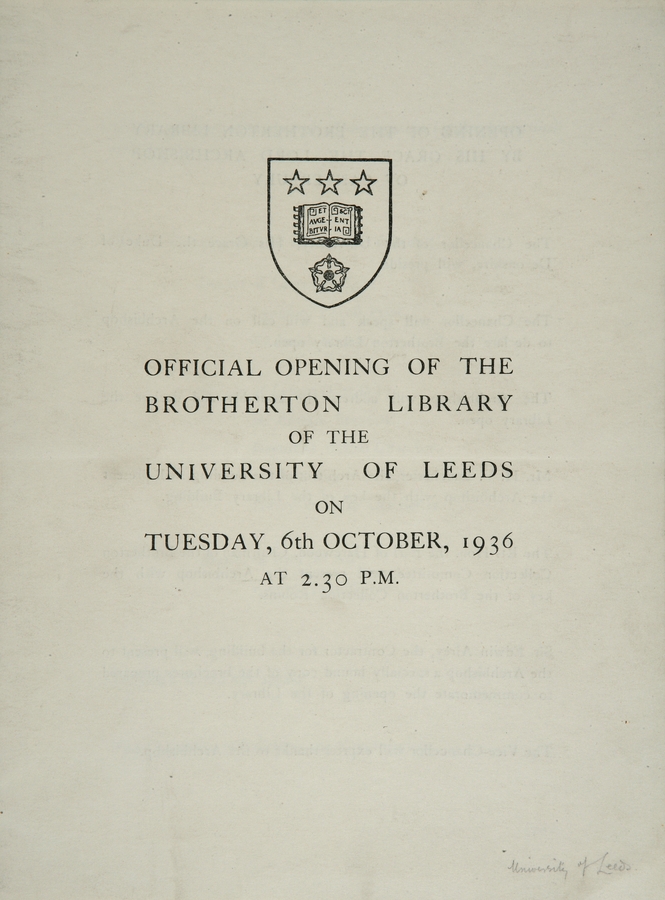 ET
AVGE-
BITVR
& SCI
ENT
IA
OFFICIAL OPENING OF THE
BROTHERTON LIBRARY
OF THE
UNIVERSITY OF LEEDS
ON
TUESDAY, 6th OCTOBER, 1936
AT 2.30 P.M.
University of Leeds.